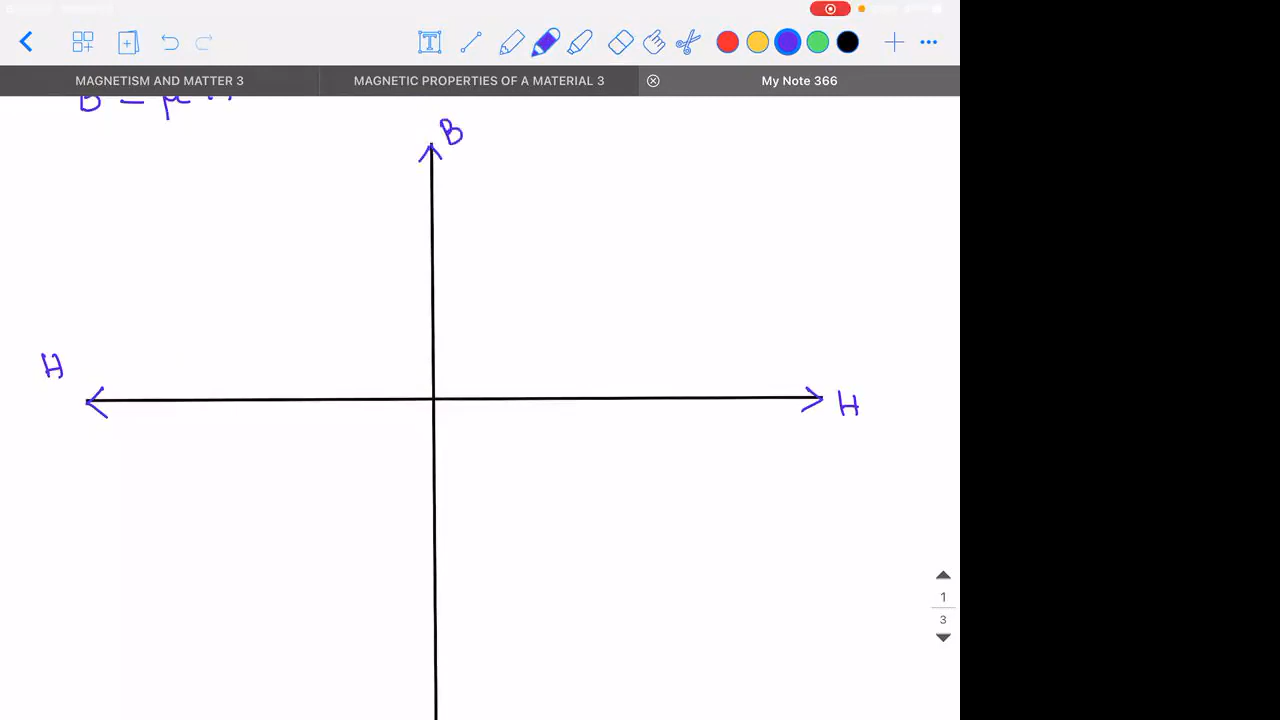 MAGNETISM AND MATTER 3
MAGNETIC PROPERTIES OF A MATERIAL 3
My Note 366
B = μ
B
H
H
1
3